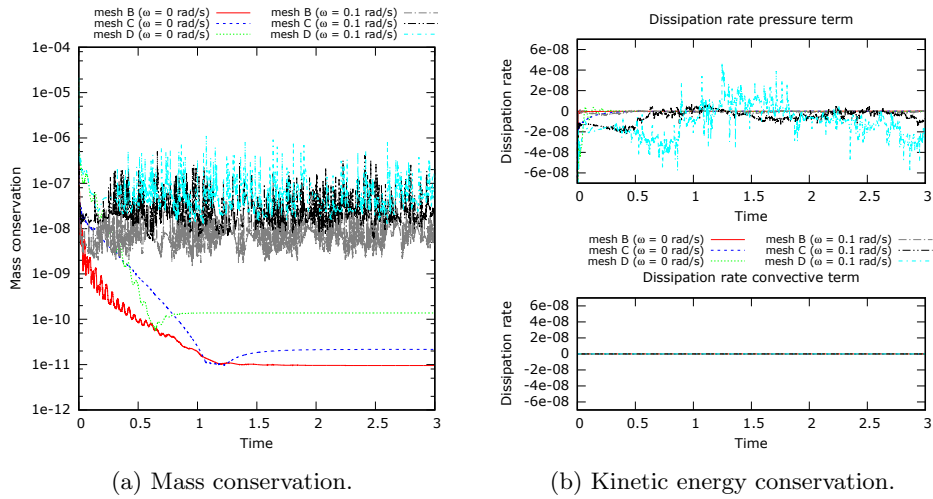 mesh B (ω = 0 rad/s)
mesh C (ω = 0 rad/s)
mesh D (ω = 0 rad/s)
mesh B (ω = 0.1 rad/s)
mesh C (ω = 0.1 rad/s)
mesh D (ω = 0.1 rad/s)
Mass conservation
1e-04
1e-05
1e-06
1e-07
1e-08
1e-09
1e-10
1e-11
1e-12
0 0.5 1 1.5 2 2.5 3
Time
(a) Mass conservation.
Dissipation rate pressure term
Dissipation rate
6e-08
4e-08
2e-08
0
-2e-08
-4e-08
-6e-08
0 0.5 1 1.5 2 2.5 3
Time
mesh B (ω = 0 rad/s)
mesh C (ω = 0 rad/s)
mesh D (ω = 0 rad/s)
mesh B (ω = 0.1 rad/s)
mesh C (ω = 0.1 rad/s)
mesh D (ω = 0.1 rad/s)
Dissipation rate convective term
Dissipation rate
6e-08
4e-08
2e-08
0
-2e-08
-4e-08
-6e-08
0 0.5 1 1.5 2 2.5 3
Time
(b) Kinetic energy conservation.